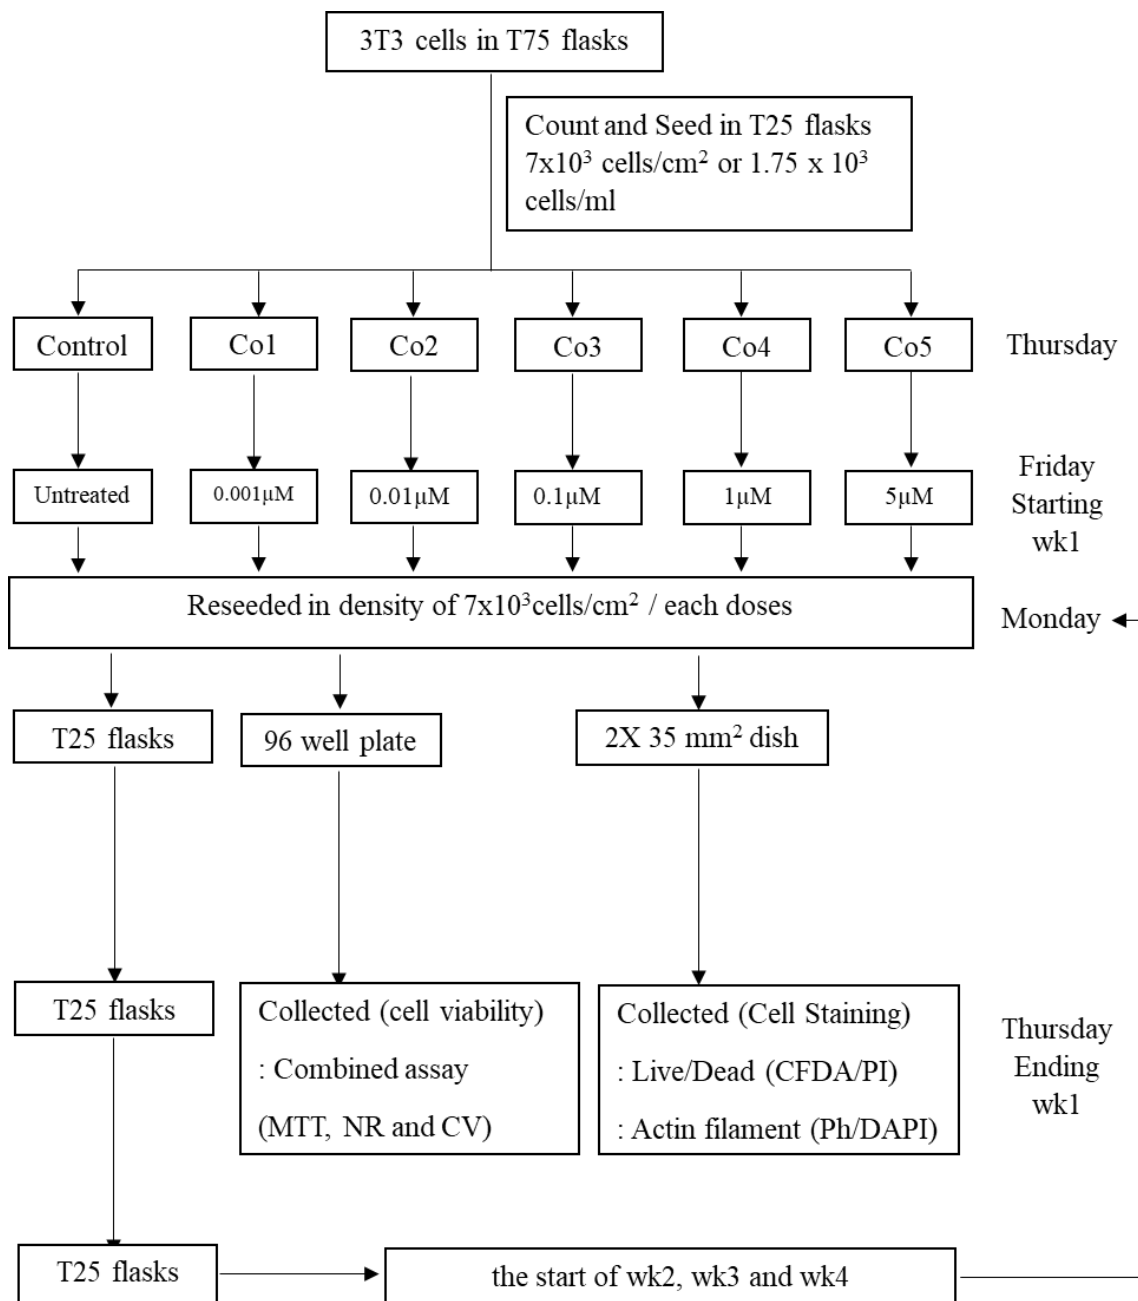 3T3 cells in T75 flasks
Count and Seed in T25 flasks
7x10³ cells/cm² or 1.75 x 10³
cells/ml
Control
Co1
Co2
Co3
Co4
Co5
Thursday
Untreated
0.001µM
0.01µM
0.1µM
1µM
5µM
Friday
Starting
wk1
Reseeded in density of 7x10³cells/cm² / each doses
Monday
T25 flasks
96 well plate
2X 35 mm² dish
T25 flasks
Collected (cell viability)
: Combined assay
(MTT, NR and CV)
Collected (Cell Staining)
: Live/Dead (CFDA/PI)
: Actin filament (Ph/DAPI)
Thursday
Ending
wk1
T25 flasks
the start of wk2, wk3 and wk4